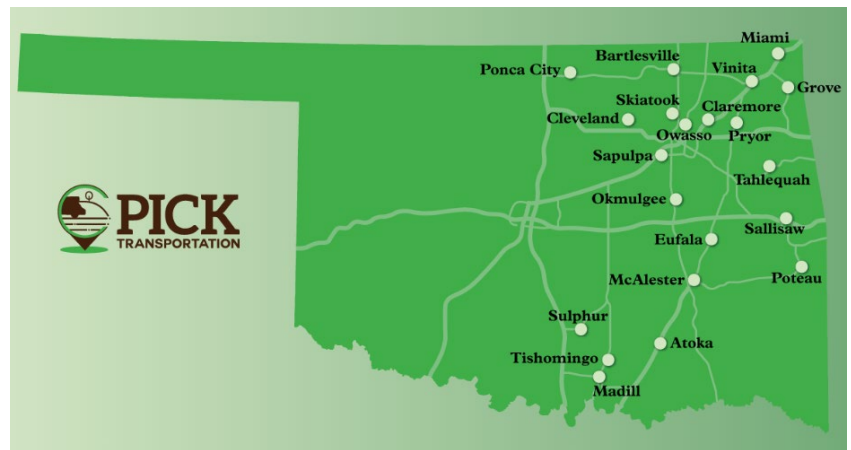 Miami
Bartlesville
Vinita
Ponca City
Grove
Skiatook
Claremore
Cleveland
Owasso
Pryor
Sapulpa
Tahlequah
PICK
TRANSPORTATION
Okmulgee
Sallisaw
Eufala
McAlester
Poteau
Sulphur
Atoka
Tishomingo
Madill